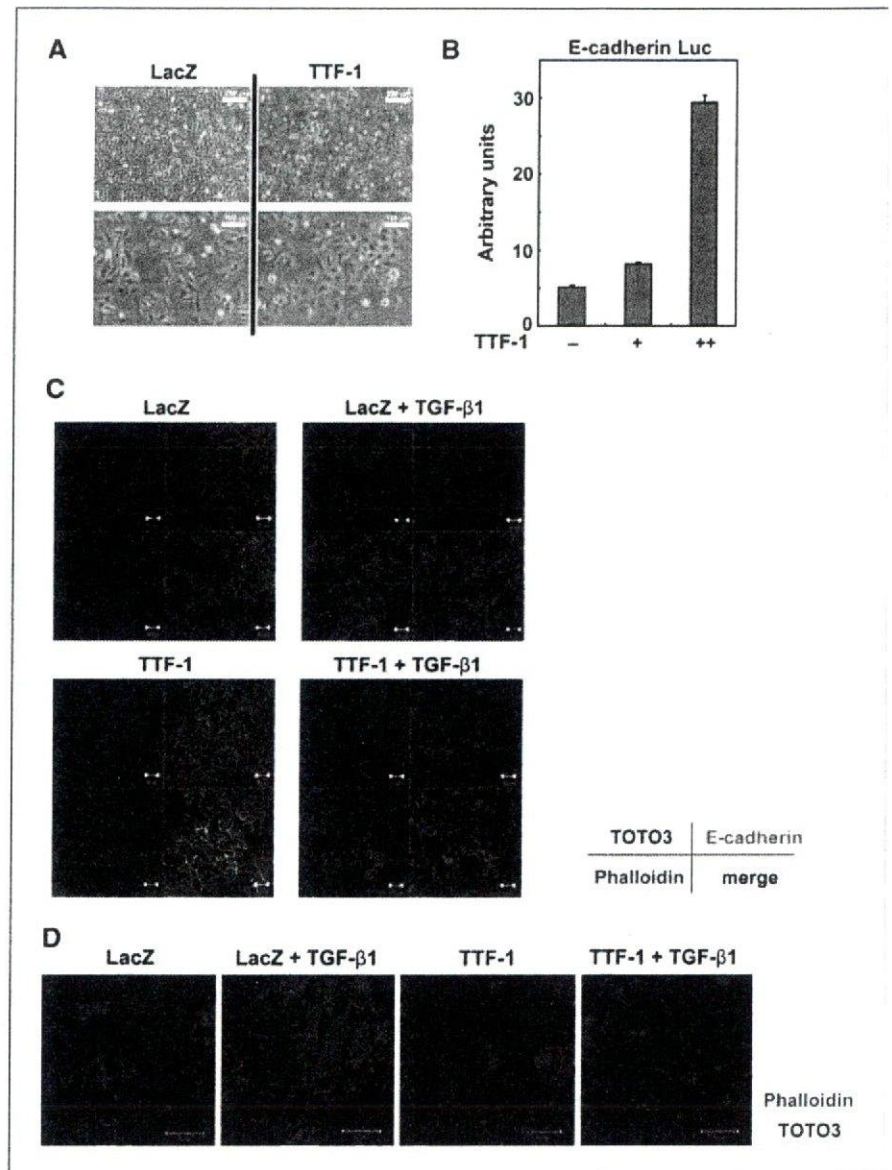 A
LacZ
TTF-1
B
E-cadherin Luc
Arbitrary units
30
20
10
0
TTF-1
–
+
++
C
LacZ
LacZ + TGF-β1
TTF-1
TTF-1 + TGF-β1
TOTO3
E-cadherin
Phalloidin
merge
D
LacZ
LacZ + TGF-β1
TTF-1
TTF-1 + TGF-β1
Phalloidin
TOTO3